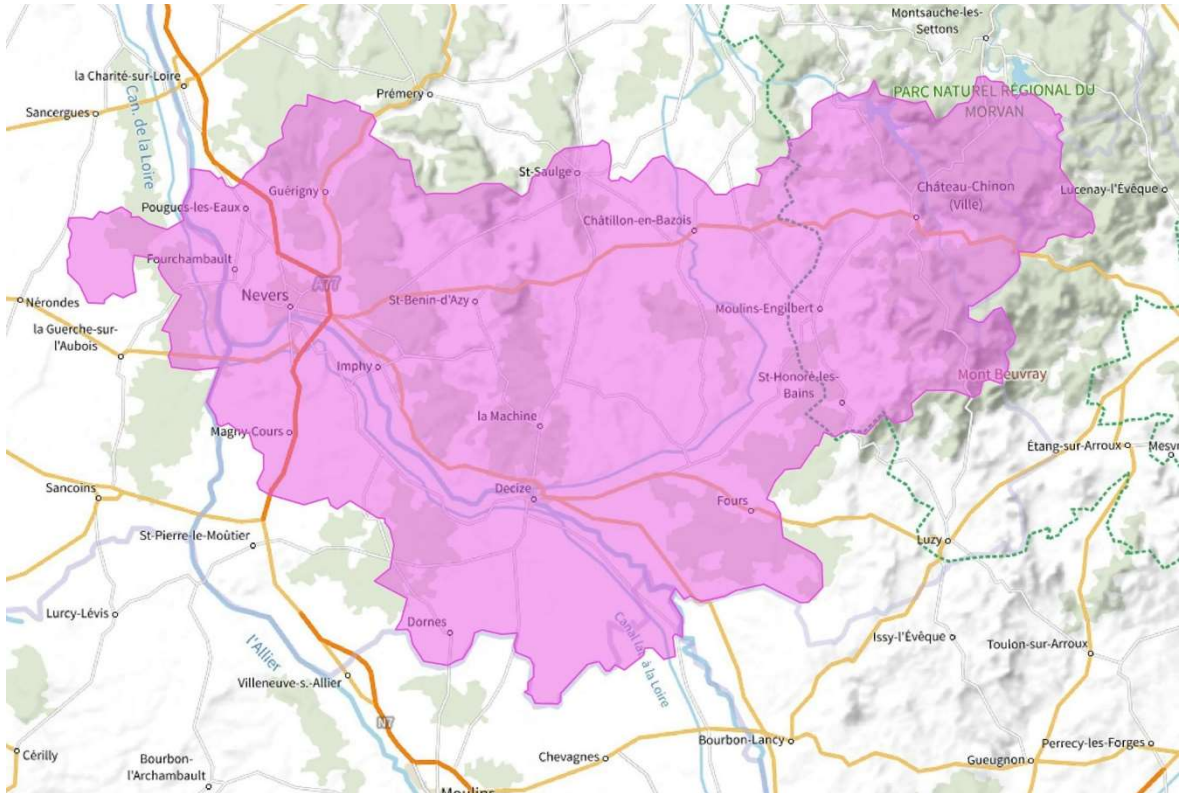 Montsauche-les-
Settons
la Charité-sur-Loire
Prémery
Sancergues
Can. de la Loire
PARC NATUREL RÉGIONAL DU
MORVAN
St-Saulge
Guérigny
Château-Chinon
(Ville)
Lucenay-l'Évêque
Pougues-les-Eaux
Châtillon-en-Bazois
Fourchambault
A77
Nérondes
Nevers
St-Benin-d'Azy
Moulins-Engilbert
la Guerche-sur-
l'Aubois
Imphy
St-Honoré-les-
Bains
Mont Beuvray
la Machine
Magny-Cours
Étang-sur-Arroux
Sancoins
Decize
Fours
St-Pierre-le-Moûtier
Luzy
Lurcy-Lévis
Dornes
Issy-l'Évêque
Toulon-sur-Arroux
l'Allier
Villeneuve-s.-Allier
à la Loire
N7
Bourbon-Lancy
Perrecy-les-Forges
Cérilly
Bourbon-
l'Archambault
Chevagnes
Gueugnon
Moulins